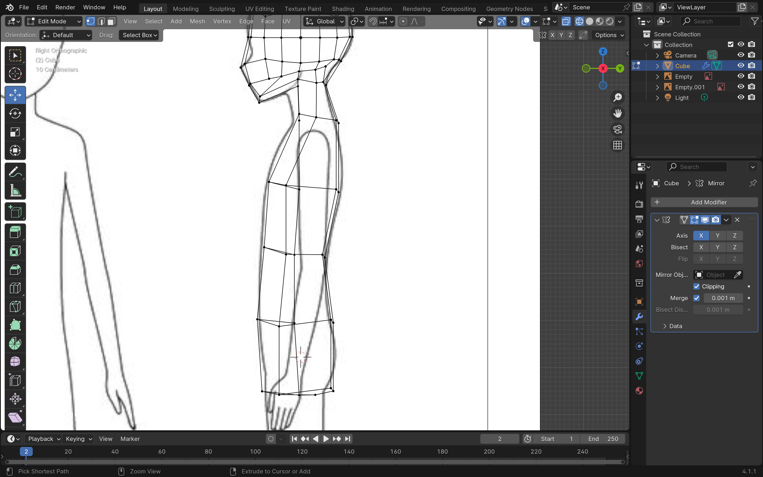 File Edit Render Window Help Layout Modeling Sculpting UV Editing Texture Paint Shading Animation Rendering Compositing Geometry Nodes Scene ViewLayer
Edit Mode View Select Add Mesh Vertex Edge Face UV Global Search
Orientation: Default Drag: Select Box X Y Z Options
Right Orthographic
(2) Cube
10 Centimeters
Scene Collection
Collection
Camera
Cube
Empty
Empty.001
Light
Search
Cube > Mirror
+ Add Modifier
Axis X Y Z
Bisect X Y Z
Flip X Y Z
Mirror Obj... Object
Clipping
Merge 0.001 m
Bisect Dis... 0.001 m
> Data
X
Y
Z
Playback Keying View Marker 2 Start 1 End 250
2 20 40 60 80 100 120 140 160 180 200 220 240
Pick Shortest Path Zoom View Extrude to Cursor or Add 4.1.1